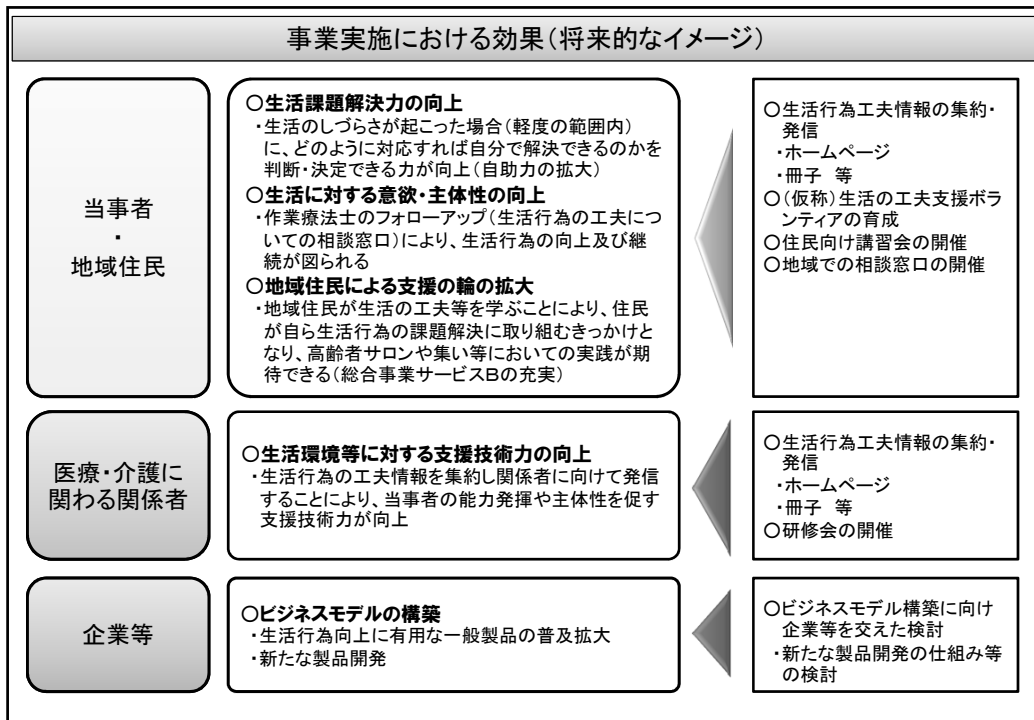 事業実施における効果（将来的なイメージ）
当事者
・
地域住民
○生活課題解決力の向上
・生活のしづらさが起こった場合（軽度の範囲内）
に、どのように対応すれば自分で解決できるのかを
判断・決定できる力が向上（自助力の拡大）
○生活に対する意欲・主体性の向上
・作業療法士のフォローアップ（生活行為の工夫につ
いての相談窓口）により、生活行為の向上及び継
続が図られる
○地域住民による支援の輪の拡大
・地域住民が生活の工夫等を学ぶことにより、住民
が自ら生活行為の課題解決に取り組むきっかけと
なり、高齢者サロンや集い等においての実践が期
待できる（総合事業サービスＢの充実）
○生活行為工夫情報の集約・
発信
・ホームページ
・冊子　等
○（仮称）生活の工夫支援ボラ
ンティアの育成
○住民向け講習会の開催
○地域での相談窓口の開催
医療・介護に
関わる関係者
○生活環境等に対する支援技術力の向上
・生活行為の工夫情報を集約し関係者に向けて発信
することにより、当事者の能力発揮や主体性を促す
支援技術力が向上
○生活行為工夫情報の集約・
発信
・ホームページ
・冊子　等
○研修会の開催
企業等
○ビジネスモデルの構築
・生活行為向上に有用な一般製品の普及拡大
・新たな製品開発
○ビジネスモデル構築に向け
企業等を交えた検討
・新たな製品開発の仕組み等
の検討